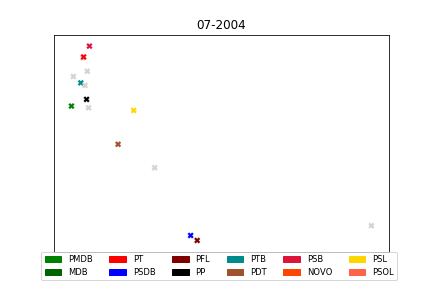 07-2004
PMDB PT PFL PTB PSB PSL
MDB PSDB PP PDT NOVO PSOL